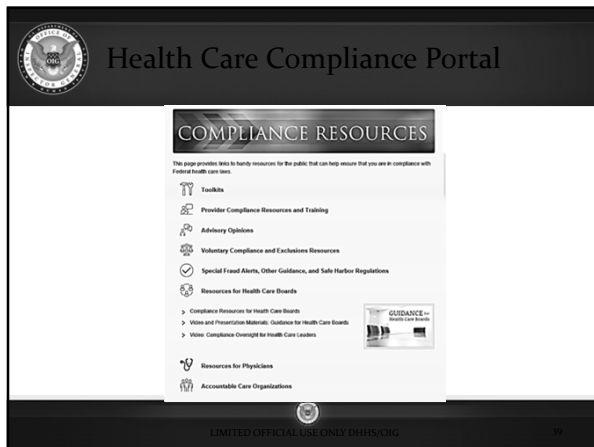 OIG
Health Care Compliance Portal
COMPLIANCE RESOURCES
This page provides links to handy resources for the public that can help ensure that you are in compliance with
Federal health care laws.
Toolkits
Provider Compliance Resources and Training
Advisory Opinions
Voluntary Compliance and Exclusions Resources
Special Fraud Alerts, Other Guidance, and Safe Harbor Regulations
Resources for Health Care Boards
Compliance Resources for Health Care Boards
Video and Presentation Materials: Guidance for Health Care Boards
Video: Compliance Oversight for Health Care Leaders
GUIDANCE for
Health Care Boards
Resources for Physicians
Accountable Care Organizations
LIMITED OFFICIAL USE ONLY DHHS/OIG